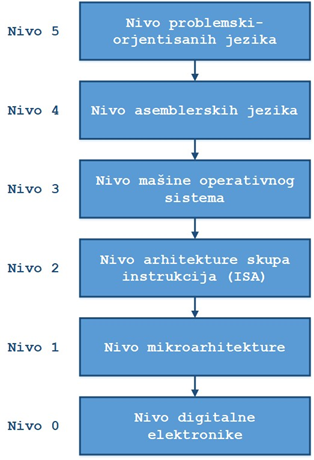 Nivo 5
Nivo problemski-
orjentisanih jezika
Nivo 4
Nivo asemblerskih jezika
Nivo 3
Nivo mašine operativnog
sistema
Nivo 2
Nivo arhitekture skupa
instrukcija (ISA)
Nivo 1
Nivo mikroarhitekture
Nivo 0
Nivo digitalne
elektronike